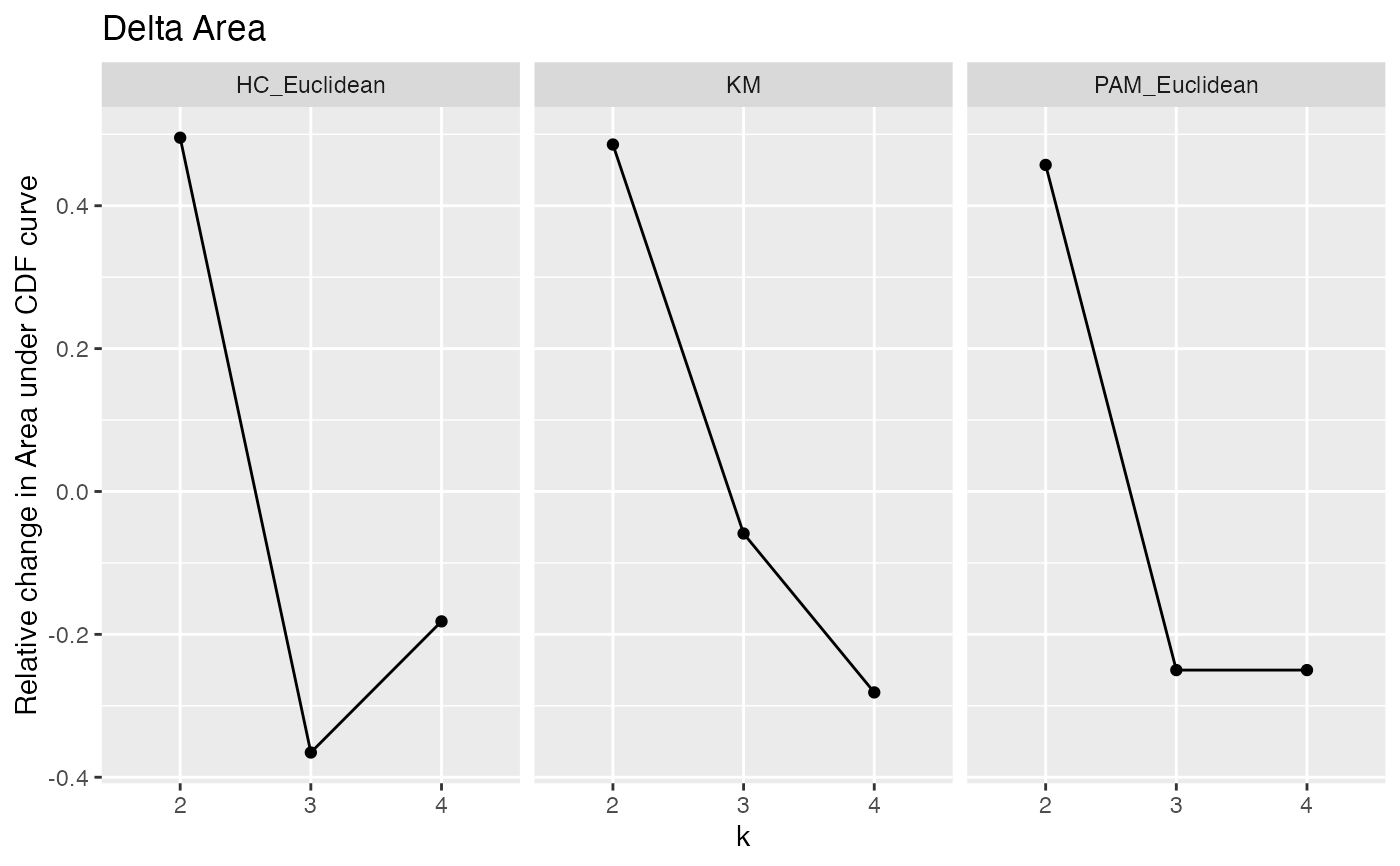 Delta Area
HC_Euclidean
KM
PAM_Euclidean
Relative change in Area under CDF curve
0.4
0.2
0.0
-0.2
-0.4
2 3 4
2 3 4
2 3 4
k